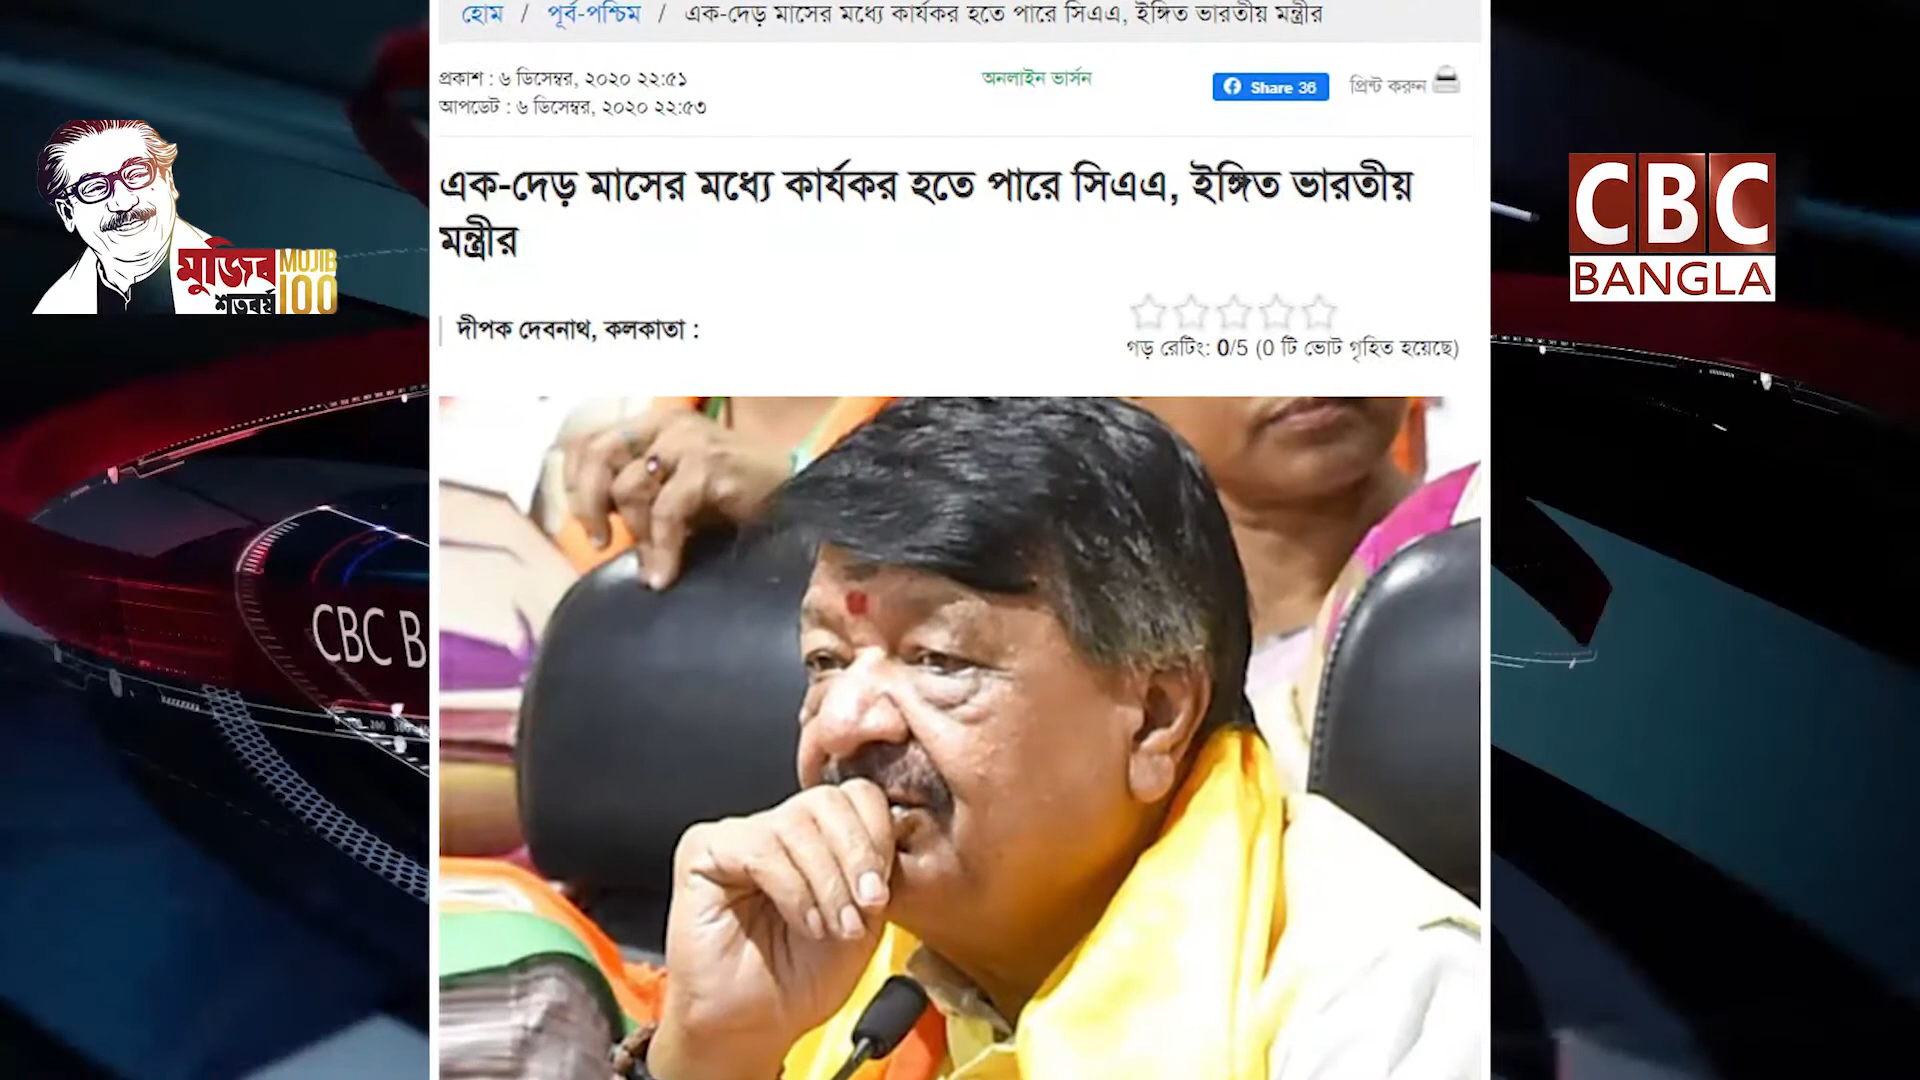 হোম / পূর্ব-পশ্চিম / এক-দেড় মাসের মধ্যে কার্যকর হতে পারে সিএএ, ইঙ্গিত ভারতীয় মন্ত্রীর
প্রকাশ : ৬ ডিসেম্বর, ২০২০ ২২:৫১
অনলাইন ভার্সন
Share 36
প্রিন্ট করুন
আপডেট : ৬ ডিসেম্বর, ২০২০ ২২:৫৩
এক-দেড় মাসের মধ্যে কার্যকর হতে পারে সিএএ, ইঙ্গিত ভারতীয়
মন্ত্রীর
দীপক দেবনাথ, কলকাতা :
গড় রেটিং: 0/5 (0 টি ভোট গৃহিত হয়েছে)
মুজিব
শতবর্ষ
MUJIB
100
CBC
BANGLA
CBC B